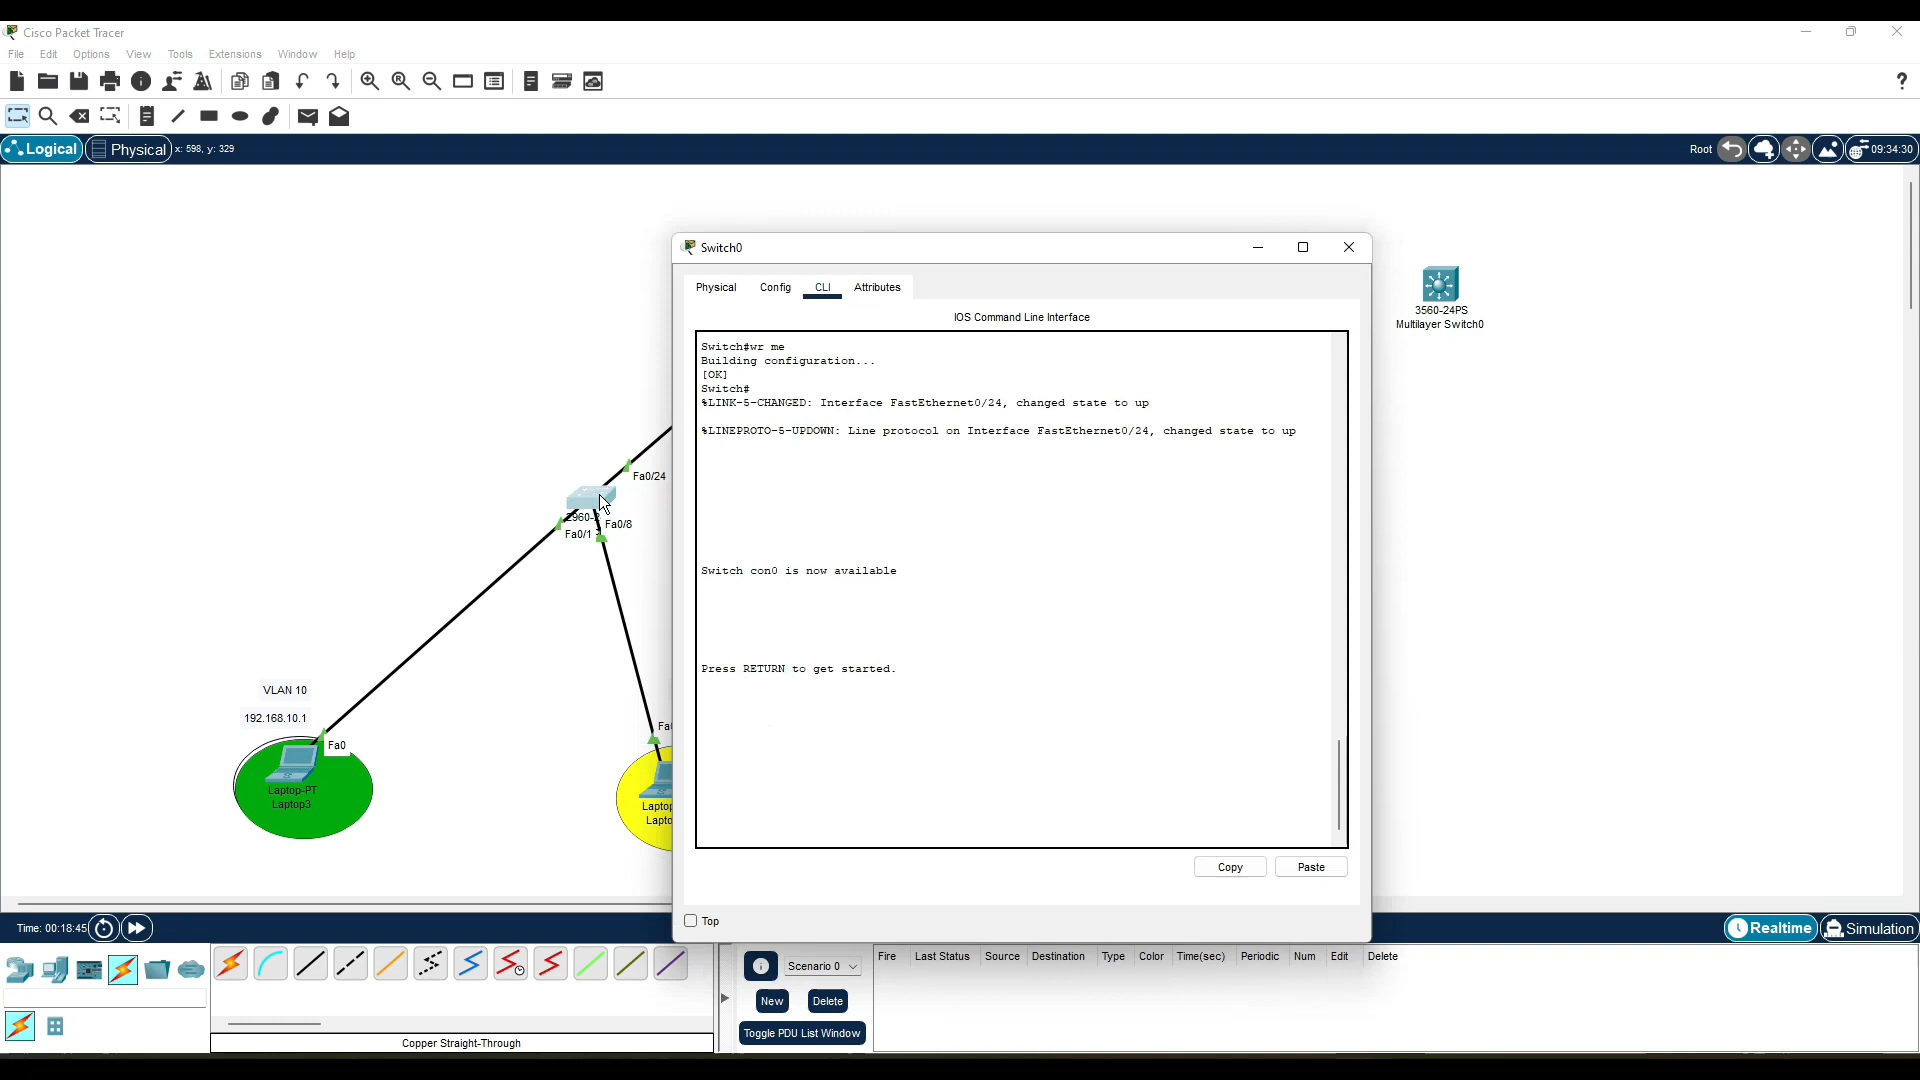 Cisco Packet Tracer
File Edit Options View Tools Extensions Window Help
Logical Physical x: 598, y: 329 Root 09:34:30
Switch0
Physical Config CLI Attributes
IOS Command Line Interface
Switch#wr me
Building configuration...
[OK]
Switch#
%LINK-5-CHANGED: Interface FastEthernet0/24, changed state to up
%LINEPROTO-5-UPDOWN: Line protocol on Interface FastEthernet0/24, changed state to up
Switch con0 is now available
Press RETURN to get started.
Copy Paste
Top
3560-24PS
Multilayer Switch0
Fa0/24
2960-2
Fa0/8
Fa0/1
VLAN 10
192.168.10.1
Fa0
Laptop-PT
Laptop3
Fa
Laptop
Lapto
Time: 00:18:45 Realtime Simulation
Scenario 0
New Delete
Toggle PDU List Window
Fire Last Status Source Destination Type Color Time(sec) Periodic Num Edit Delete
Copper Straight-Through